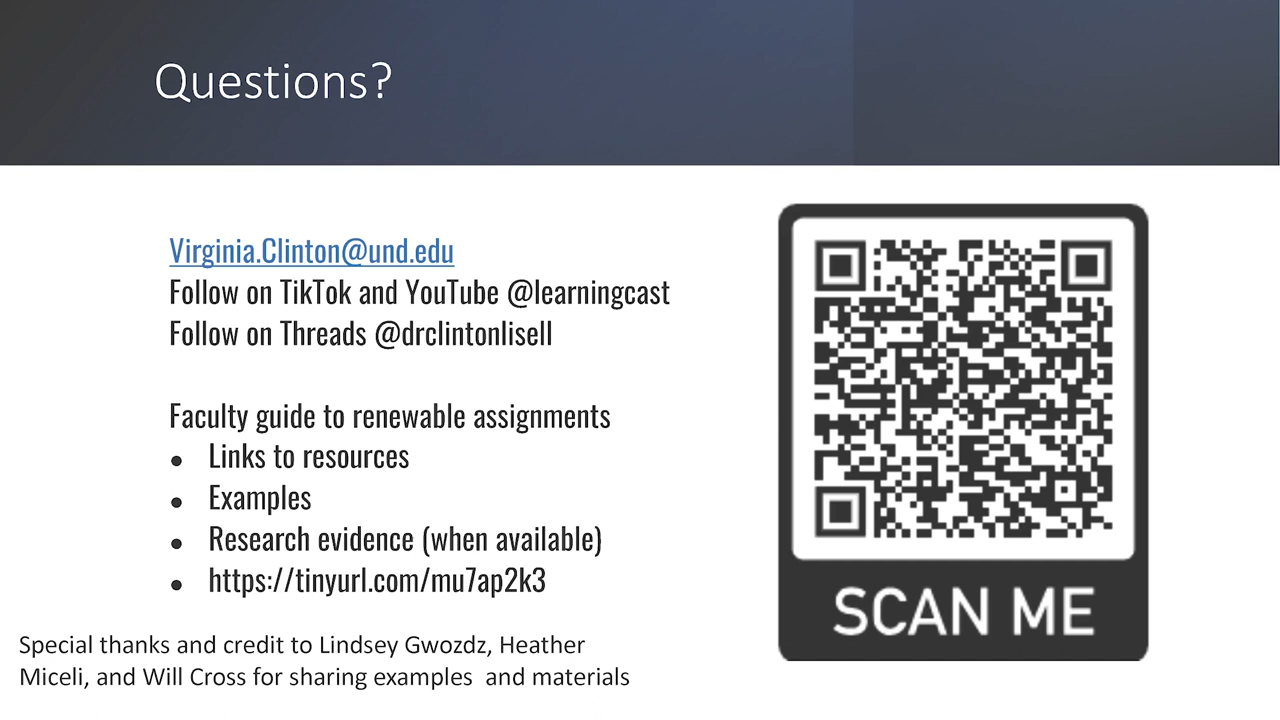 Questions?
Virginia.Clinton@und.edu
Follow on TikTok and YouTube @learningcast
Follow on Threads @drclintonlisell
Faculty guide to renewable assignments
● Links to resources
● Examples
● Research evidence (when available)
● https://tinyurl.com/mu7ap2k3
Special thanks and credit to Lindsey Gwozdz, Heather
Miceli, and Will Cross for sharing examples  and materials
SCAN ME